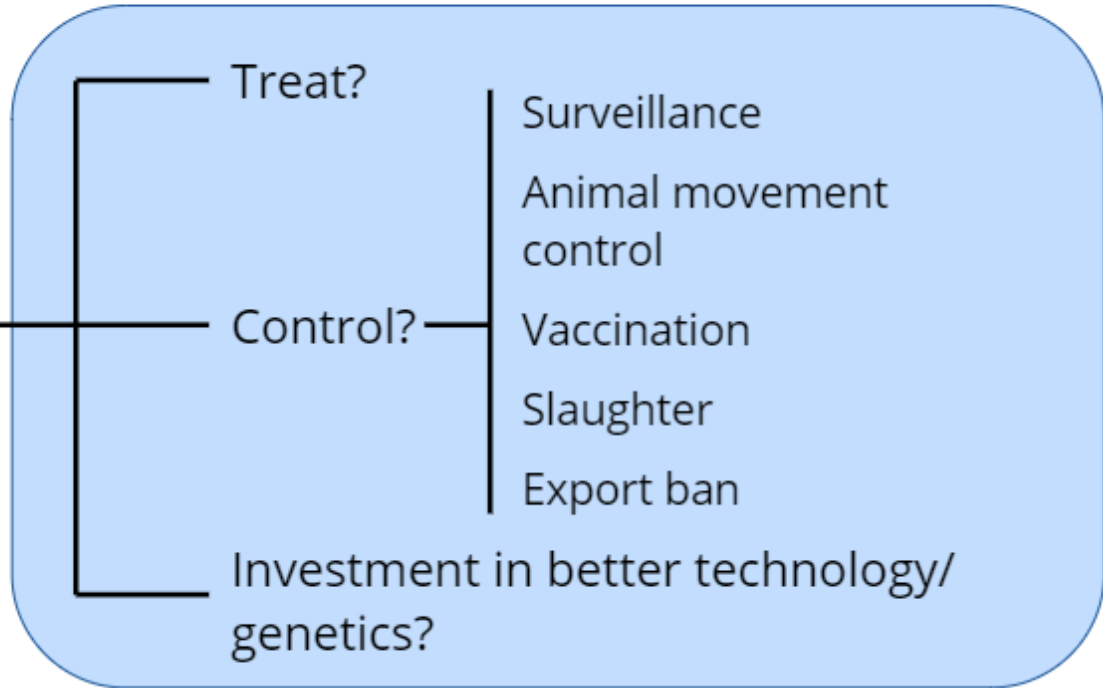 Treat?
Surveillance
Animal movement
control
Control?
Vaccination
Slaughter
Export ban
Investment in better technology/
genetics?